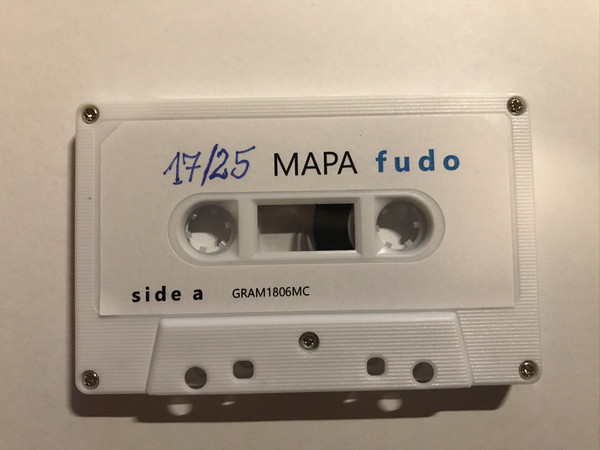 17/25 MAPA fudo
side a GRAM1806MC